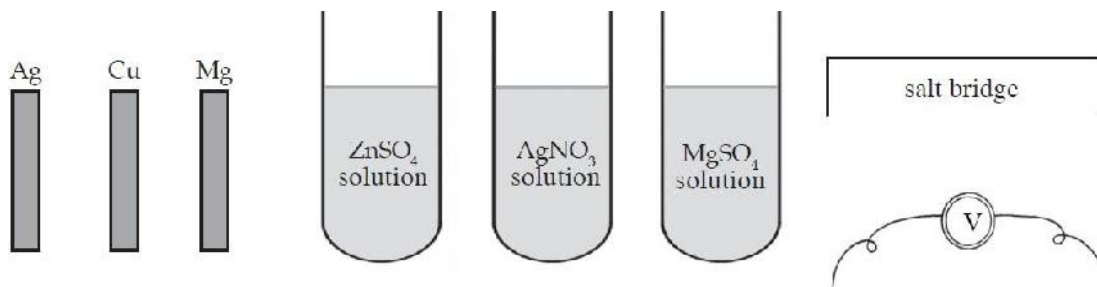 Ag Cu Mg
ZnSO₄
solution
AgNO₃
solution
MgSO₄
solution
salt bridge
V